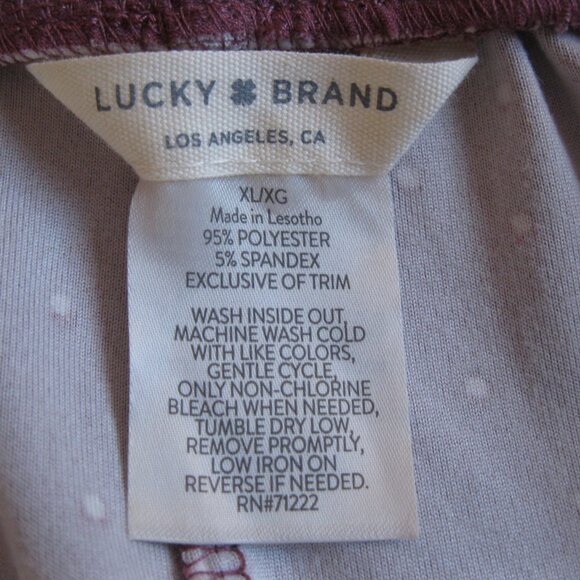 LUCKY BRAND
LOS ANGELES, CA
XL/XG
Made in Lesotho
95% POLYESTER
5% SPANDEX
EXCLUSIVE OF TRIM
WASH INSIDE OUT,
MACHINE WASH COLD
WITH LIKE COLORS,
GENTLE CYCLE,
ONLY NON-CHLORINE
BLEACH WHEN NEEDED,
TUMBLE DRY LOW,
REMOVE PROMPTLY,
LOW IRON ON
REVERSE IF NEEDED.
RN#71222